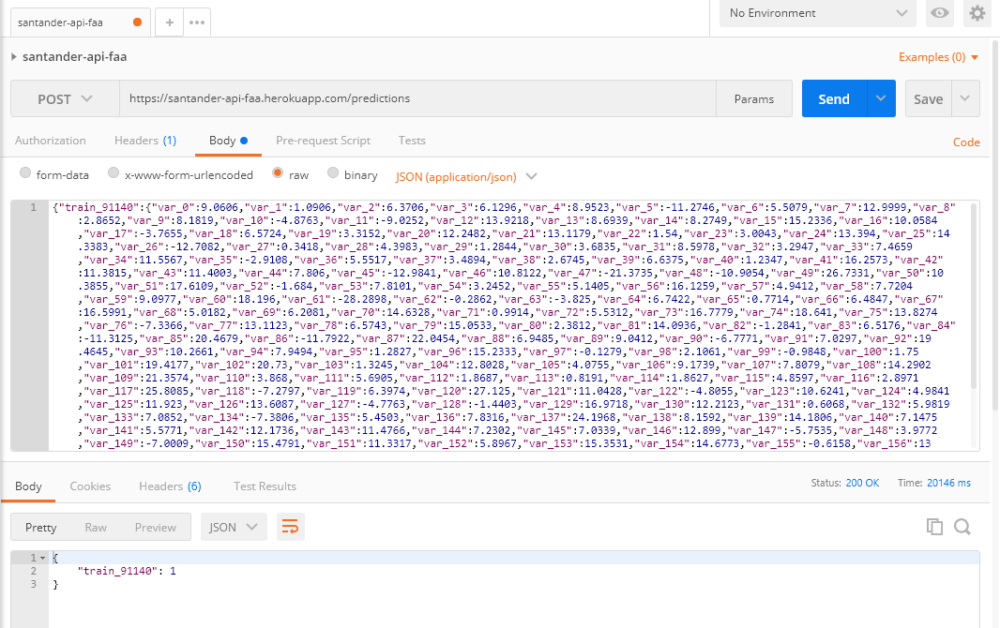 santander-api-faa
No Environment
santander-api-faa
Examples (0)
POST
https://santander-api-faa.herokuapp.com/predictions
Params
Send
Save
Authorization
Headers (1)
Body
Pre-request Script
Tests
Code
form-data
x-www-form-urlencoded
raw
binary
JSON (application/json)
1 {"train_91140":{"var_0":9.0606,"var_1":1.0906,"var_2":6.3706,"var_3":6.1296,"var_4":8.9523,"var_5":-11.2746,"var_6":5.5079,"var_7":12.9999,"var_8"
:2.8652,"var_9":8.1819,"var_10":-4.8763,"var_11":-9.0252,"var_12":13.9218,"var_13":8.6939,"var_14":8.2749,"var_15":15.2336,"var_16":10.0584
,"var_17":-3.7655,"var_18":6.5724,"var_19":3.3152,"var_20":12.2482,"var_21":13.1179,"var_22":1.54,"var_23":3.0043,"var_24":13.394,"var_25":14
.3383,"var_26":-12.7082,"var_27":0.3418,"var_28":4.3983,"var_29":1.2844,"var_30":3.6835,"var_31":8.5978,"var_32":3.2947,"var_33":7.4659
,"var_34":11.5567,"var_35":-2.9108,"var_36":5.5517,"var_37":3.4894,"var_38":2.6745,"var_39":6.6375,"var_40":1.2347,"var_41":16.2573,"var_42"
:11.3815,"var_43":11.4003,"var_44":7.806,"var_45":-12.9841,"var_46":10.8122,"var_47":-21.3735,"var_48":-10.9054,"var_49":26.7331,"var_50":10
.3855,"var_51":17.6109,"var_52":-1.684,"var_53":7.8101,"var_54":3.2452,"var_55":5.1405,"var_56":16.1259,"var_57":4.9412,"var_58":7.7204
,"var_59":9.0977,"var_60":18.196,"var_61":-28.2898,"var_62":-0.2862,"var_63":-3.825,"var_64":6.7422,"var_65":0.7714,"var_66":6.4847,"var_67"
:16.5991,"var_68":5.0182,"var_69":6.2081,"var_70":14.6328,"var_71":0.9914,"var_72":5.5312,"var_73":16.7779,"var_74":18.641,"var_75":13.8274
,"var_76":-7.3366,"var_77":13.1123,"var_78":6.5743,"var_79":15.0533,"var_80":2.3812,"var_81":14.0936,"var_82":-1.2841,"var_83":6.5176,"var_84"
:-11.3125,"var_85":20.4679,"var_86":-11.7922,"var_87":22.0454,"var_88":6.9485,"var_89":9.0412,"var_90":-6.7771,"var_91":7.0297,"var_92":19
.4645,"var_93":10.2661,"var_94":7.9494,"var_95":1.2827,"var_96":15.2333,"var_97":-0.1279,"var_98":2.1061,"var_99":-0.9848,"var_100":1.75
,"var_101":19.4177,"var_102":20.73,"var_103":1.3245,"var_104":12.8028,"var_105":4.0755,"var_106":9.1739,"var_107":7.8079,"var_108":14.2902
,"var_109":21.3574,"var_110":3.868,"var_111":5.6905,"var_112":1.8687,"var_113":0.8191,"var_114":1.8627,"var_115":4.8597,"var_116":2.8971
,"var_117":25.8085,"var_118":-7.2797,"var_119":6.3974,"var_120":27.125,"var_121":11.0428,"var_122":-4.8055,"var_123":10.6241,"var_124":4.9841
,"var_125":11.923,"var_126":13.6087,"var_127":-4.7763,"var_128":-1.4403,"var_129":16.9718,"var_130":12.2123,"var_131":0.6068,"var_132":5.9819
,"var_133":7.0852,"var_134":-7.3806,"var_135":5.4503,"var_136":7.8316,"var_137":24.1968,"var_138":8.1592,"var_139":14.1806,"var_140":7.1475
,"var_141":5.5771,"var_142":12.1736,"var_143":11.4766,"var_144":7.2302,"var_145":7.0339,"var_146":12.899,"var_147":-5.7535,"var_148":3.9772
,"var_149":-7.0009,"var_150":15.4791,"var_151":11.3317,"var_152":5.8967,"var_153":15.3531,"var_154":14.6773,"var_155":-0.6158,"var_156":13
Body
Cookies
Headers (6)
Test Results
Status: 200 OK
Time: 20146 ms
Pretty
Raw
Preview
JSON
1 {
2 "train_91140": 1
3 }